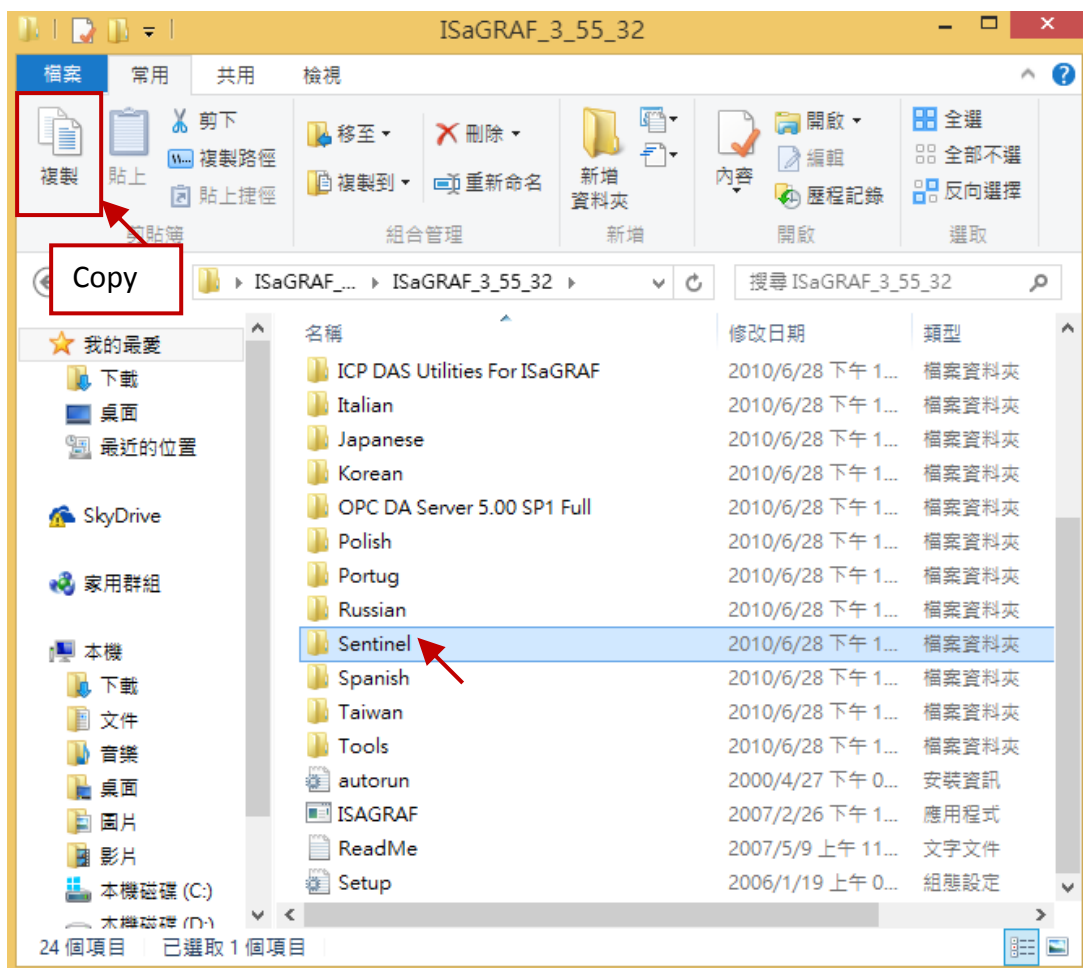 ISaGRAF_3_55_32
檔案 常用 共用 檢視
複製
貼上
剪下
複製路徑
貼上捷徑
剪貼簿
移至
複製到
刪除
重新命名
組合管理
新增
資料夾
新增
內容
開啟
編輯
歷程記錄
開啟
全選
全部不選
反向選擇
選取
Copy
ISaGRAF_... ISaGRAF_3_55_32
搜尋 ISaGRAF_3_55_32
我的最愛
下載
桌面
最近的位置
SkyDrive
家用群組
本機
下載
文件
音樂
桌面
圖片
影片
本機磁碟 (C:)
本機磁碟 (D:)
名稱 修改日期 類型
ICP DAS Utilities For ISaGRAF 2010/6/28 下午 1... 檔案資料夾
Italian 2010/6/28 下午 1... 檔案資料夾
Japanese 2010/6/28 下午 1... 檔案資料夾
Korean 2010/6/28 下午 1... 檔案資料夾
OPC DA Server 5.00 SP1 Full 2010/6/28 下午 1... 檔案資料夾
Polish 2010/6/28 下午 1... 檔案資料夾
Portug 2010/6/28 下午 1... 檔案資料夾
Russian 2010/6/28 下午 1... 檔案資料夾
Sentinel 2010/6/28 下午 1... 檔案資料夾
Spanish 2010/6/28 下午 1... 檔案資料夾
Taiwan 2010/6/28 下午 1... 檔案資料夾
Tools 2010/6/28 下午 1... 檔案資料夾
autorun 2000/4/27 下午 0... 安裝資訊
ISAGRAF 2007/2/26 下午 1... 應用程式
ReadMe 2007/5/9 上午 11... 文字文件
Setup 2006/1/19 上午 0... 組態設定
24 個項目 已選取 1 個項目